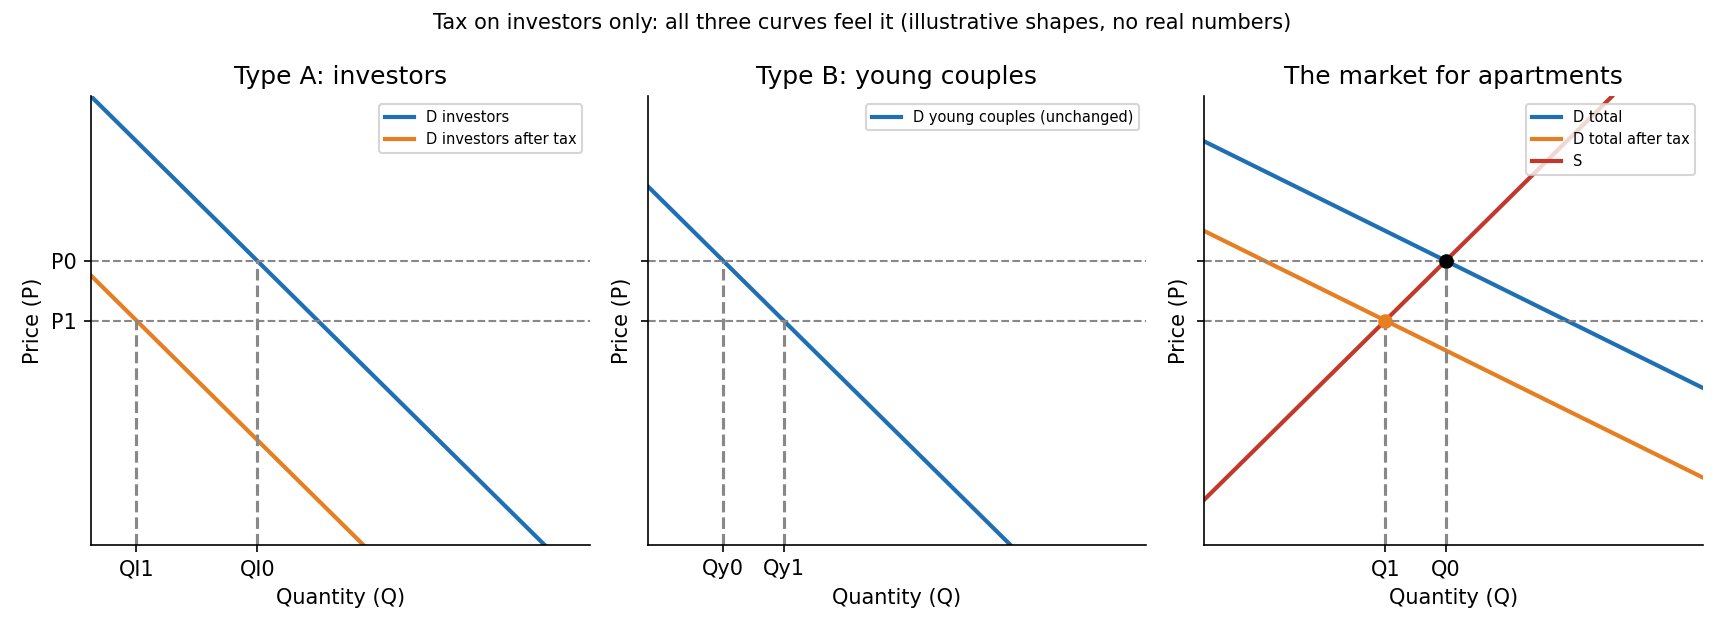 Tax on investors only: all three curves feel it (illustrative shapes, no real numbers)
Type A: investors
D investors
D investors after tax
P0
P1
Price (P)
QI1
QI0
Quantity (Q)
Type B: young couples
D young couples (unchanged)
Price (P)
Qy0
Qy1
Quantity (Q)
The market for apartments
D total
D total after tax
S
Price (P)
Q1
Q0
Quantity (Q)